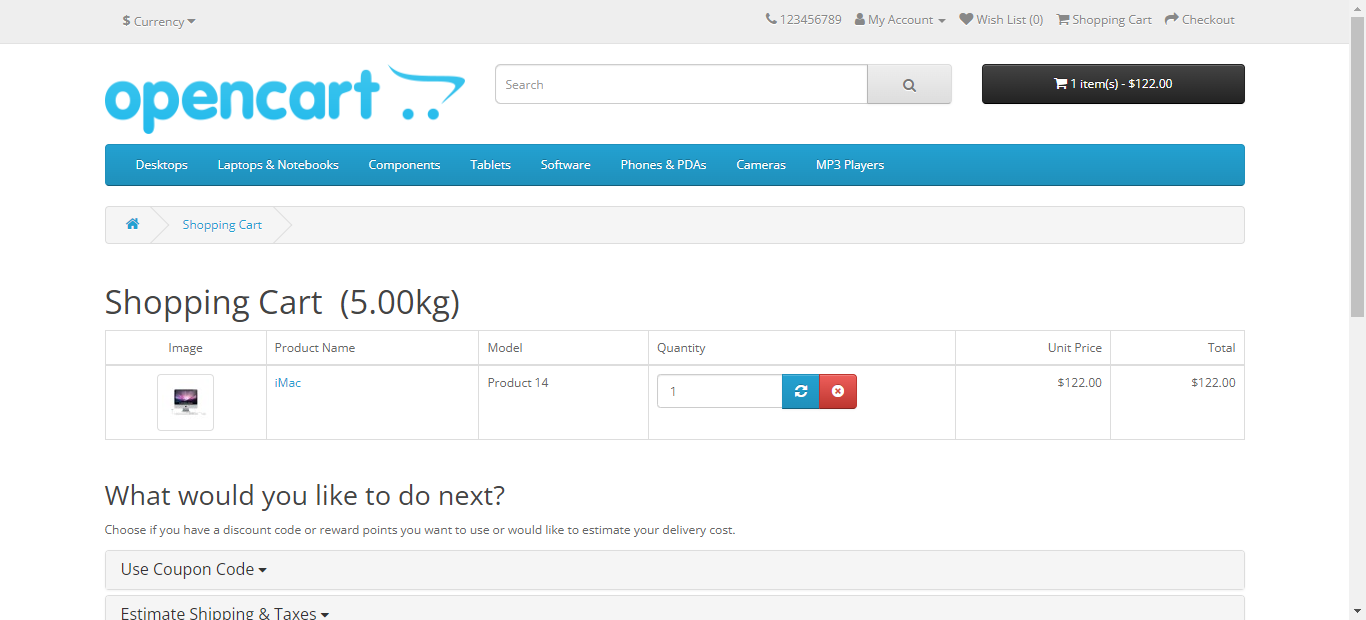 $ Currency
123456789 My Account Wish List (0) Shopping Cart Checkout
opencart
Search
1 item(s) - $122.00
Desktops Laptops & Notebooks Components Tablets Software Phones & PDAs Cameras MP3 Players
Shopping Cart
Shopping Cart (5.00kg)
Image Product Name Model Quantity Unit Price Total
iMac Product 14 1 $122.00 $122.00
What would you like to do next?
Choose if you have a discount code or reward points you want to use or would like to estimate your delivery cost.
Use Coupon Code
Estimate Shipping & Taxes